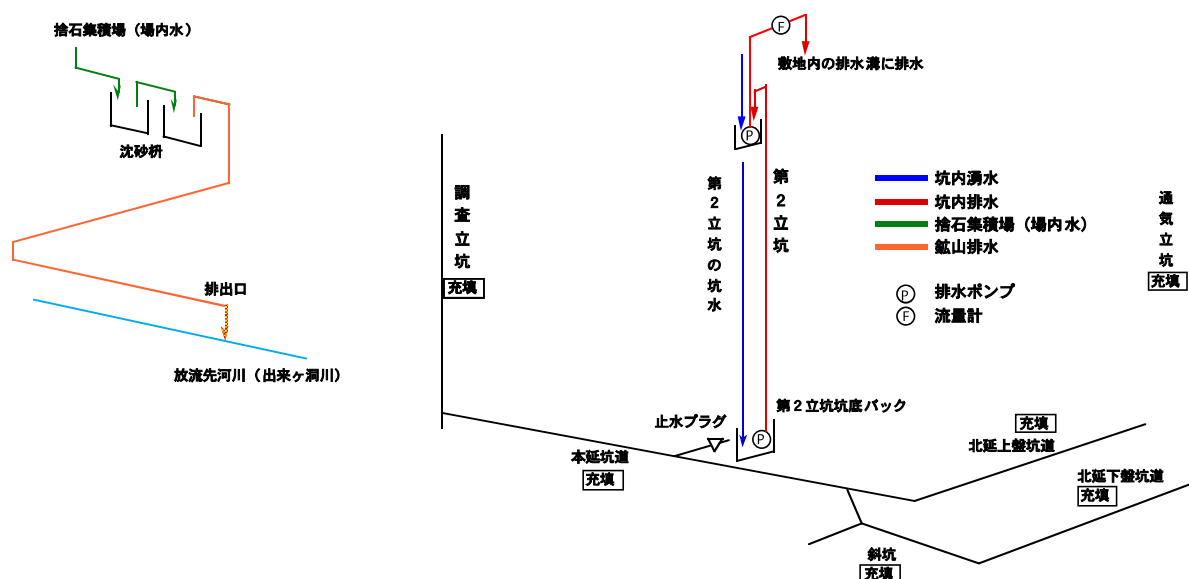 捨石集積場（場内水）
沈砂枡
排出口
放流先河川（出来ヶ洞川）
調査立坑
充填
F
敷地内の排水溝に排水
P
第２立坑の坑水
第２立坑
坑内湧水
坑内排水
捨石集積場（場内水）
鉱山排水
P 排水ポンプ
F 流量計
通気立坑
充填
第２立坑坑底バック
P
止水プラグ
本延坑道
充填
充填
北延上盤坑道
北延下盤坑道
充填
斜坑
充填